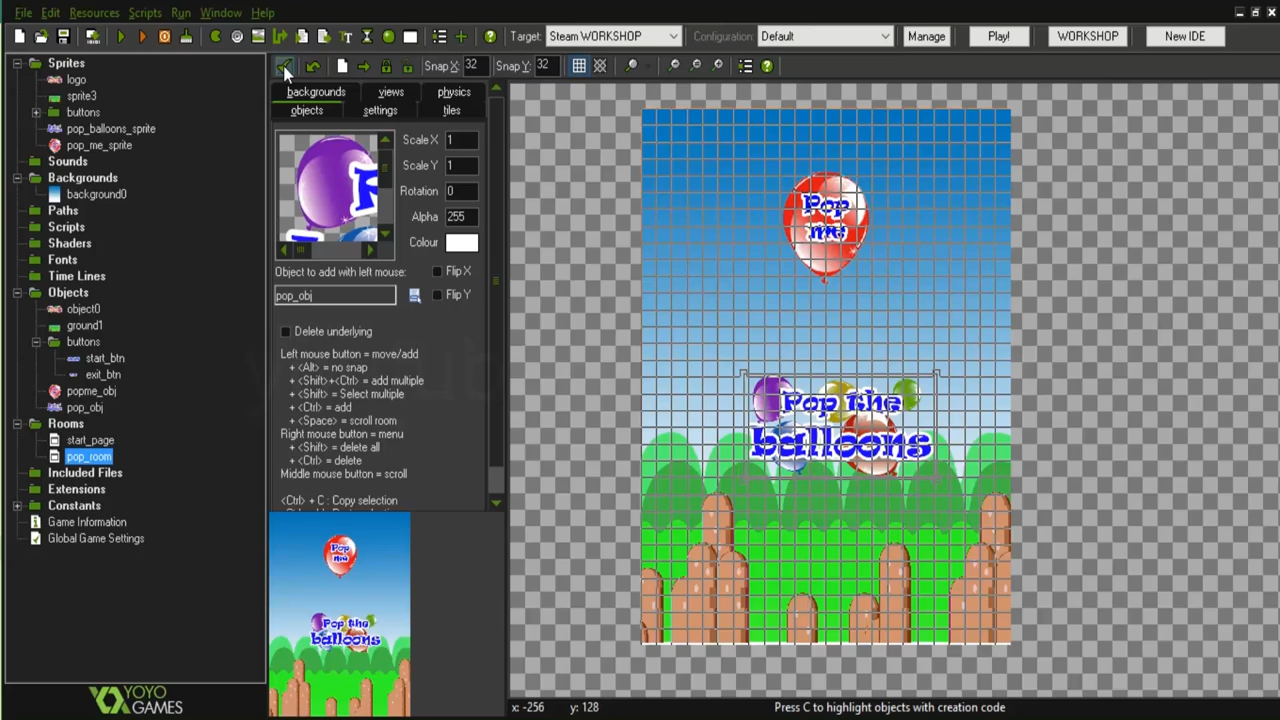 File Edit Resources Scripts Run Window Help
Target: Steam WORKSHOP Configuration: Default Manage Play! WORKSHOP New IDE
Snap X: 32 Snap Y: 32
Sprites
logo
sprite3
buttons
pop_balloons_sprite
pop_me_sprite
Sounds
Backgrounds
background0
Paths
Scripts
Shaders
Fonts
Time Lines
Objects
object0
ground1
buttons
start_btn
exit_btn
popme_obj
pop_obj
Rooms
start_page
pop_room
Included Files
Extensions
Constants
Game Information
Global Game Settings
YOYO
GAMES
backgrounds views physics
objects settings tiles
Scale X 1
Scale Y 1
Rotation 0
Alpha 255
Colour
Object to add with left mouse: Flip X
pop_obj Flip Y
Delete underlying
Left mouse button = move/add
+ <Alt> = no snap
+ <Shift>+<Ctrl> = add multiple
+ <Shift> = Select multiple
+ <Ctrl> = add
+ <Space> = scroll room
Right mouse button = menu
+ <Shift> = delete all
+ <Ctrl> = delete
Middle mouse button = scroll
<Ctrl> + C : Copy selection
Pop
me
Pop the
balloons
Pop
me
Pop the
balloons
x: -256 y: 128 Press C to highlight objects with creation code